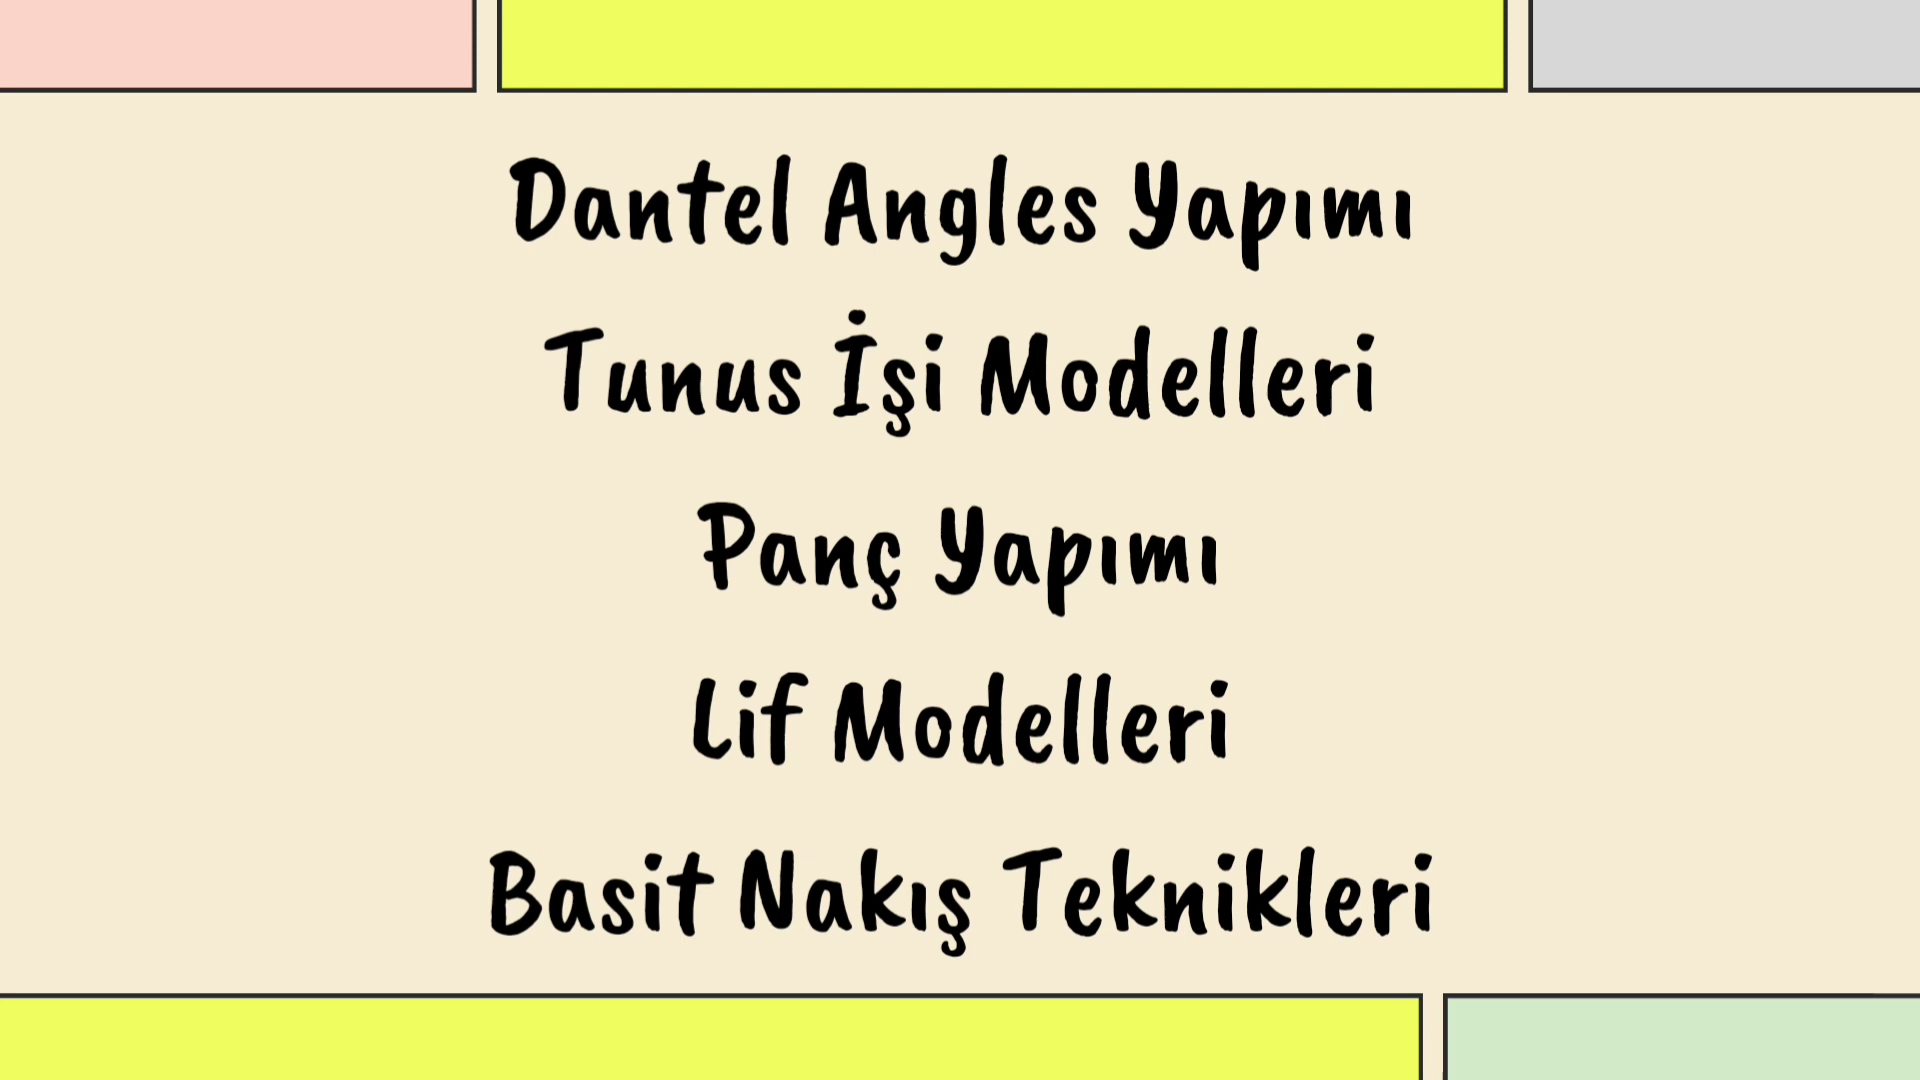 Dantel Angles Yapımı
Tunus İşi Modelleri
Panç Yapımı
Lif Modelleri
Basit Nakış Teknikleri